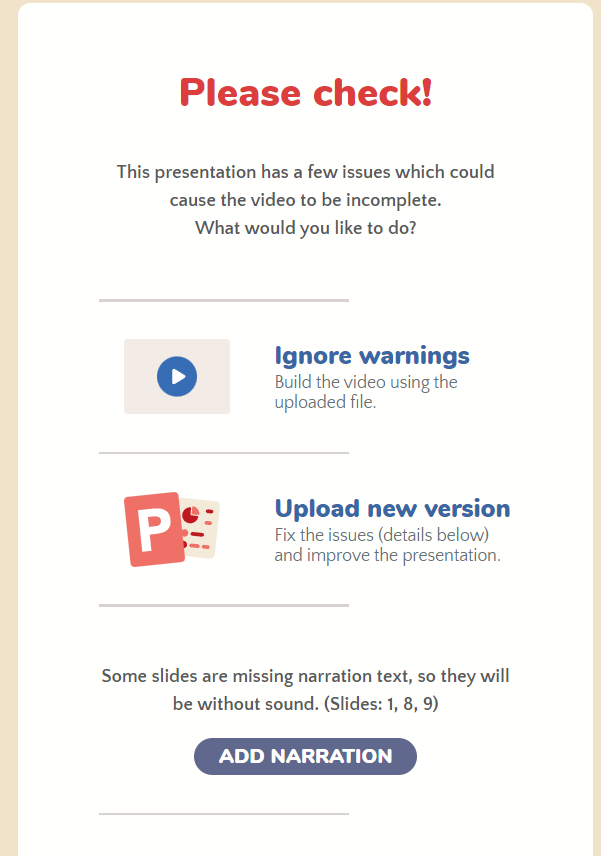 Please check!
This presentation has a few issues which could
cause the video to be incomplete.
What would you like to do?
Ignore warnings
Build the video using the
uploaded file.
P
Upload new version
Fix the issues (details below)
and improve the presentation.
Some slides are missing narration text, so they will
be without sound. (Slides: 1, 8, 9)
ADD NARRATION